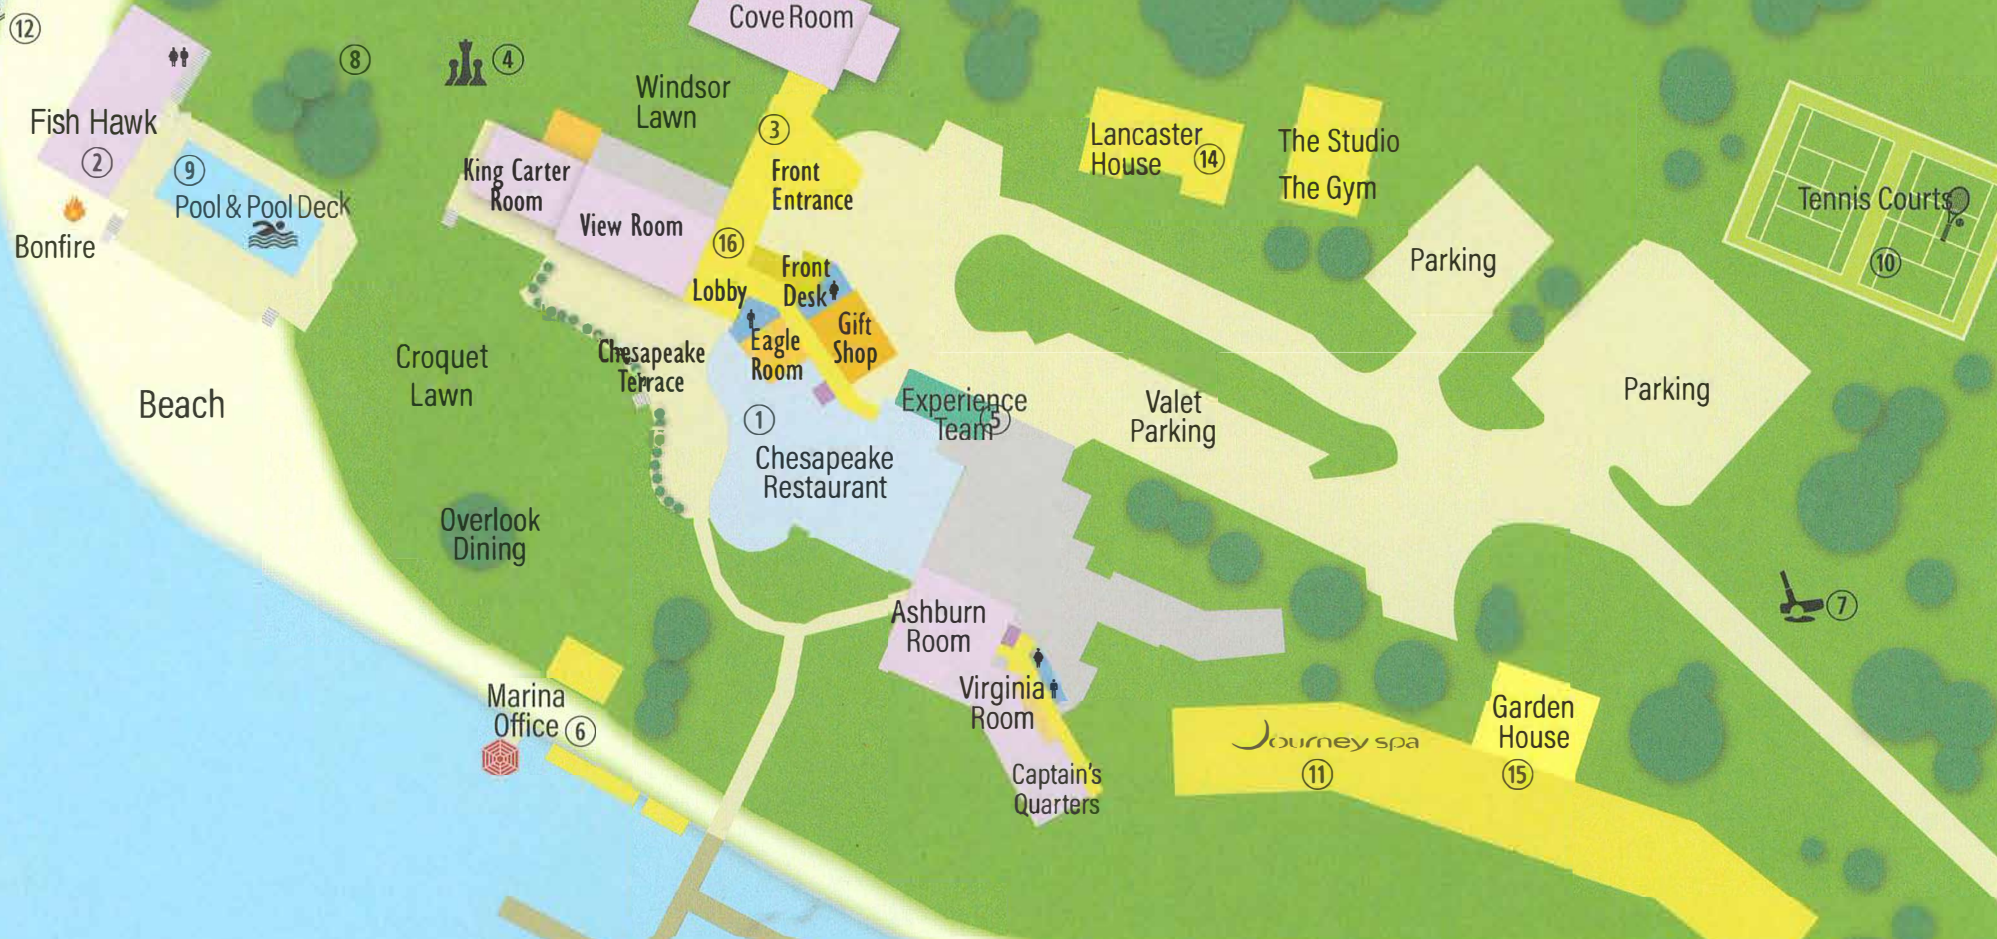 12
Cove Room
8
4
Windsor
Lawn
Fish Hawk
2
9
Pool & Pool Deck
Bonfire
3
Front
Entrance
King Carter
Room
View Room
16
Lobby
Front
Desk
Gift
Shop
Eagle
Room
Lancaster
House
14
The Studio
The Gym
Parking
Tennis Courts
10
Beach
Croquet
Lawn
Chesapeake
Terrace
1
Chesapeake
Restaurant
Experience
Team
5
Valet
Parking
Parking
Overlook
Dining
7
Ashburn
Room
Virginia
Room
Captain's
Quarters
Marina
Office
6
Journey spa
11
Garden
House
15